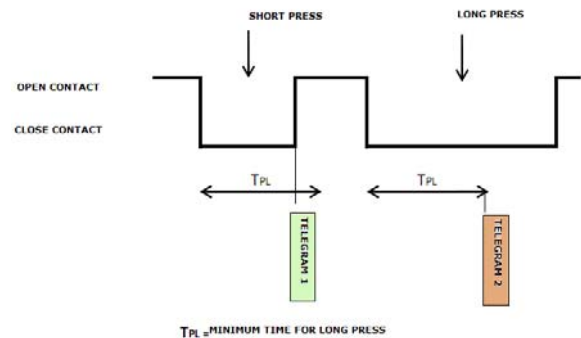 SHORT PRESS
LONG PRESS
OPEN CONTACT
CLOSE CONTACT
TPL
TPL
TELEGRAM 1
TELEGRAM 2
TPL = MINIMUM TIME FOR LONG PRESS